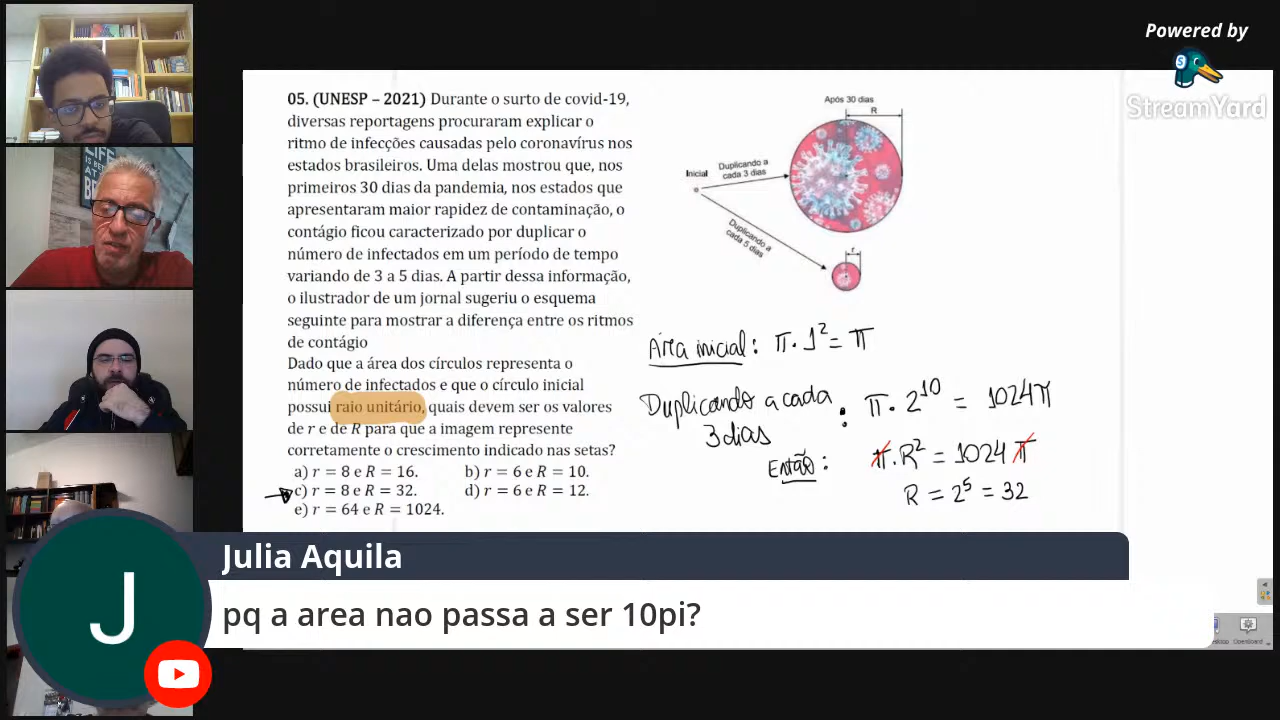 Powered by
StreamYard
05. (UNESP – 2021) Durante o surto de covid-19,
diversas reportagens procuraram explicar o
ritmo de infecções causadas pelo coronavírus nos
estados brasileiros. Uma delas mostrou que, nos
primeiros 30 dias da pandemia, nos estados que
apresentaram maior rapidez de contaminação, o
contágio ficou caracterizado por duplicar o
número de infectados em um período de tempo
variando de 3 a 5 dias. A partir dessa informação,
o ilustrador de um jornal sugeriu o esquema
seguinte para mostrar a diferença entre os ritmos
de contágio
Dado que a área dos círculos representa o
número de infectados e que o círculo inicial
possui raio unitário, quais devem ser os valores
de r e de R para que a imagem represente
corretamente o crescimento indicado nas setas?
a) r = 8 e R = 16. b) r = 6 e R = 10.
c) r = 8 e R = 32. d) r = 6 e R = 12.
e) r = 64 e R = 1024.
Após 30 dias
R
Inicial
Duplicando a
cada 3 dias
Duplicando a
cada 5 dias
r
Área inicial: π · 1² = π
Duplicando a cada
3 dias : π · 2¹⁰ = 1024π
Então: π · R² = 1024 π
R = 2⁵ = 32
LIFE
IS BETTER
AT THE
BEACH
S
J
Julia Aquila
pq a area nao passa a ser 10pi?
OpenBoard